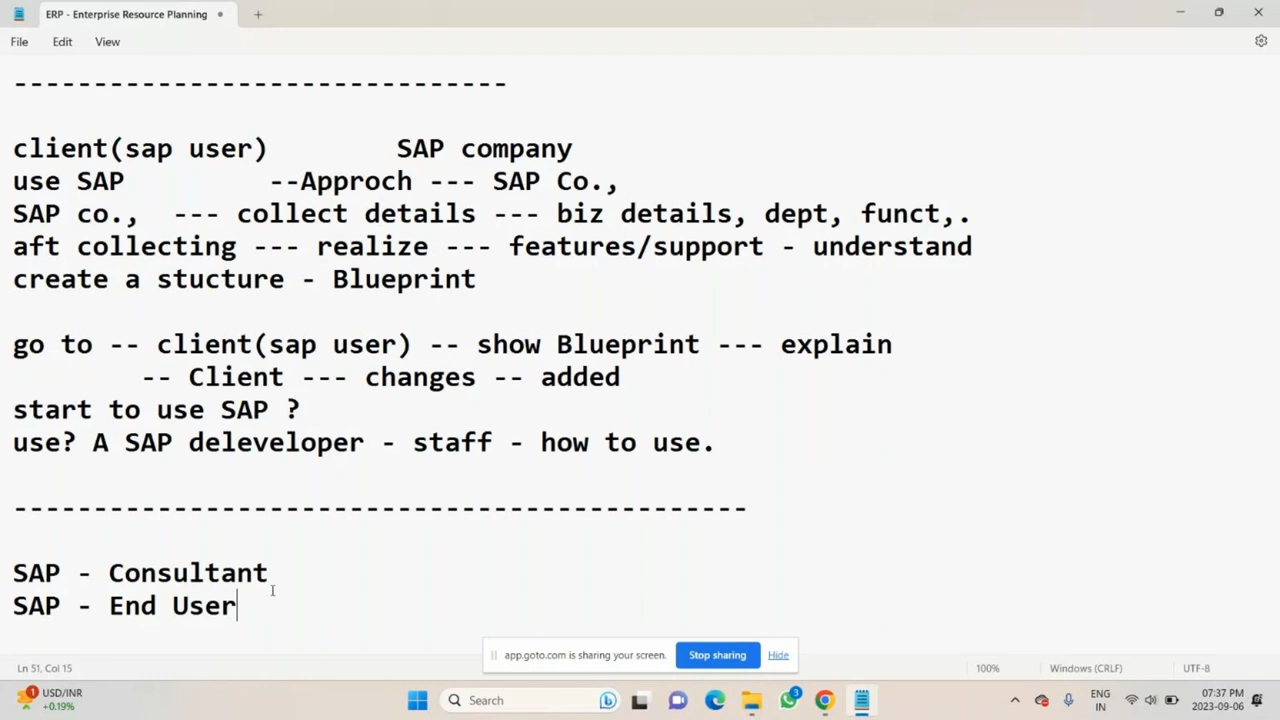 ERP - Enterprise Resource Planning
File Edit View
-------------------------------
client(sap user) SAP company
use SAP --Approch --- SAP Co.,
SAP co., --- collect details --- biz details, dept, funct,.
aft collecting --- realize --- features/support - understand
create a stucture - Blueprint
go to -- client(sap user) -- show Blueprint --- explain
-- Client --- changes -- added
start to use SAP ?
use? A SAP deleveloper - staff - how to use.
----------------------------------------------
SAP - Consultant
SAP - End User
app.goto.com is sharing your screen. Stop sharing Hide
Ln 51, Col 15 100% Windows (CRLF) UTF-8
1 USD/INR +0.19% Search 3 ENG IN 07:37 PM 2023-09-06